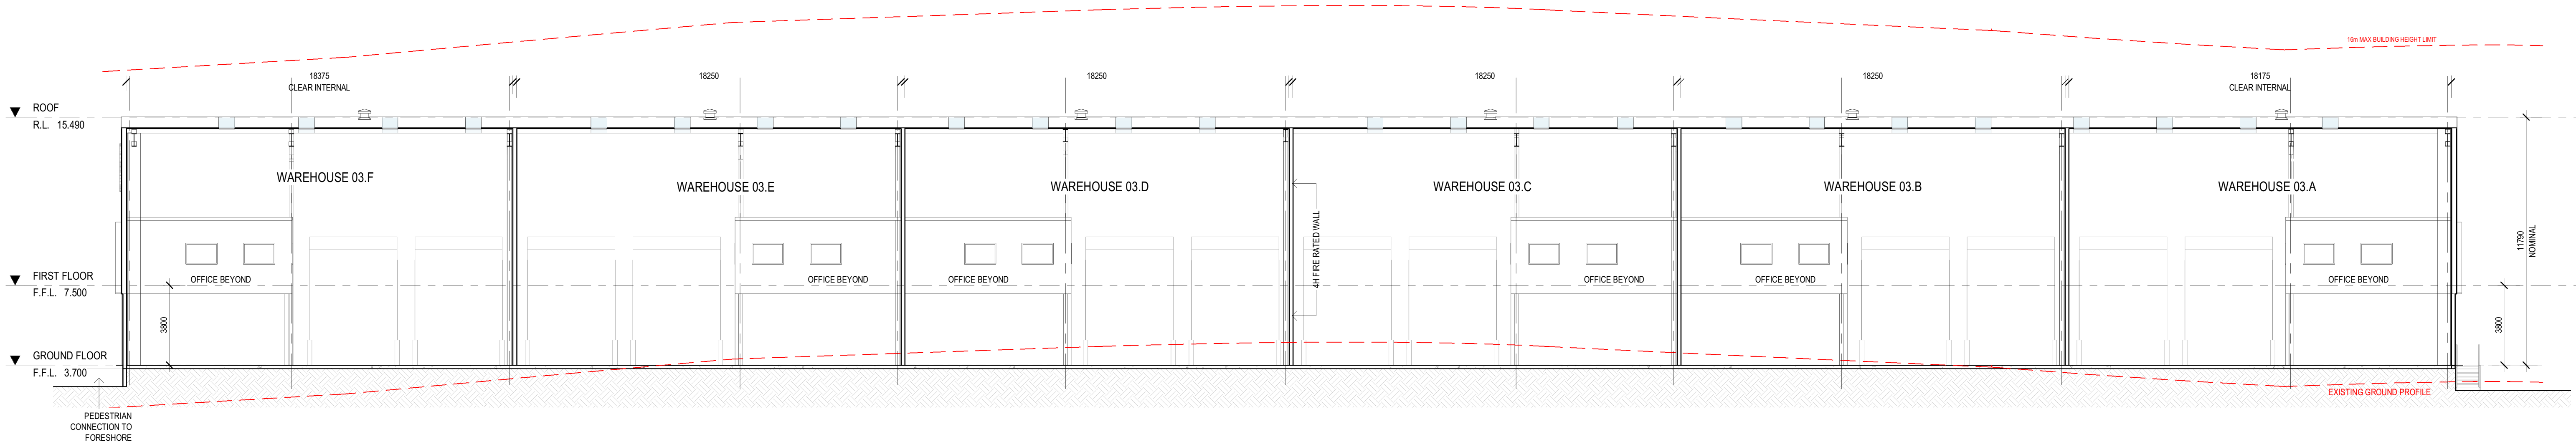 16m MAX BUILDING HEIGHT LIMIT
18375
CLEAR INTERNAL
18250
18250
18250
18250
18175
CLEAR INTERNAL
ROOF
R.L. 15.490
WAREHOUSE 03.F
WAREHOUSE 03.E
WAREHOUSE 03.D
WAREHOUSE 03.C
WAREHOUSE 03.B
WAREHOUSE 03.A
4H FIRE RATED WALL
11790
NOMINAL
FIRST FLOOR
F.F.L. 7.500
OFFICE BEYOND
OFFICE BEYOND
OFFICE BEYOND
OFFICE BEYOND
OFFICE BEYOND
OFFICE BEYOND
3800
3800
GROUND FLOOR
F.F.L. 3.700
EXISTING GROUND PROFILE
PEDESTRIAN
CONNECTION TO
FORESHORE